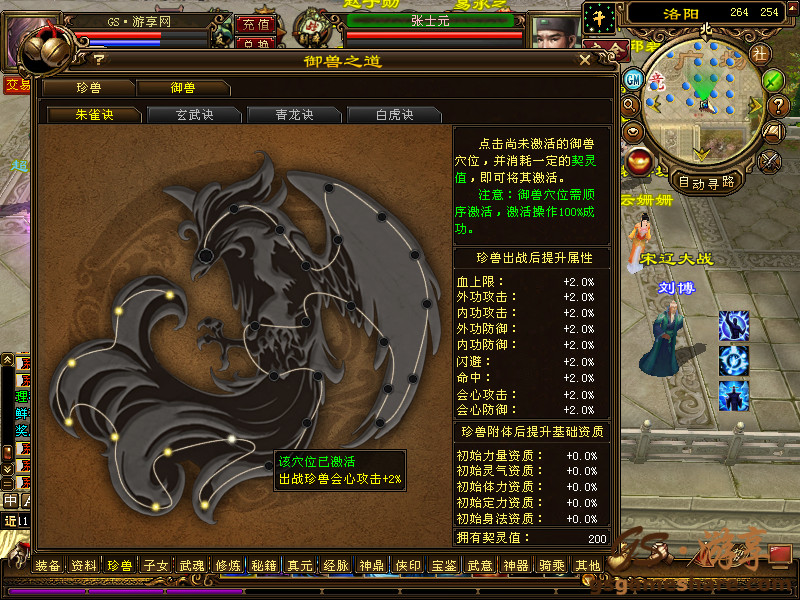 GS·游享网
充值
兑换
张士元
洛阳 264 254
北
社
GM
自动寻路
交易
御兽之道
珍兽 御兽
朱雀诀 玄武诀 青龙诀 白虎诀
点击尚未激活的御兽
穴位，并消耗一定的契灵
值，即可将其激活。
注意：御兽穴位需顺
序激活，激活操作100%成
功。
珍兽出战后提升属性
血上限： +2.0%
外功攻击： +2.0%
内功攻击： +2.0%
外功防御： +2.0%
内功防御： +2.0%
闪避： +2.0%
命中： +2.0%
会心攻击： +2.0%
会心防御： +2.0%
珍兽附体后提升基础资质
初始力量资质： +0.0%
初始灵气资质： +0.0%
初始体力资质： +0.0%
初始定力资质： +0.0%
初始身法资质： +0.0%
拥有契灵值： 200
该穴位已激活
出战珍兽会心攻击+2%
云姗姗
宋辽大战
刘博
装备 资料 珍兽 子女 武魂 修炼 秘籍 真元 经脉 神鼎 侠印 宝鉴 武意 神器 骑乘 其他
GS·游享